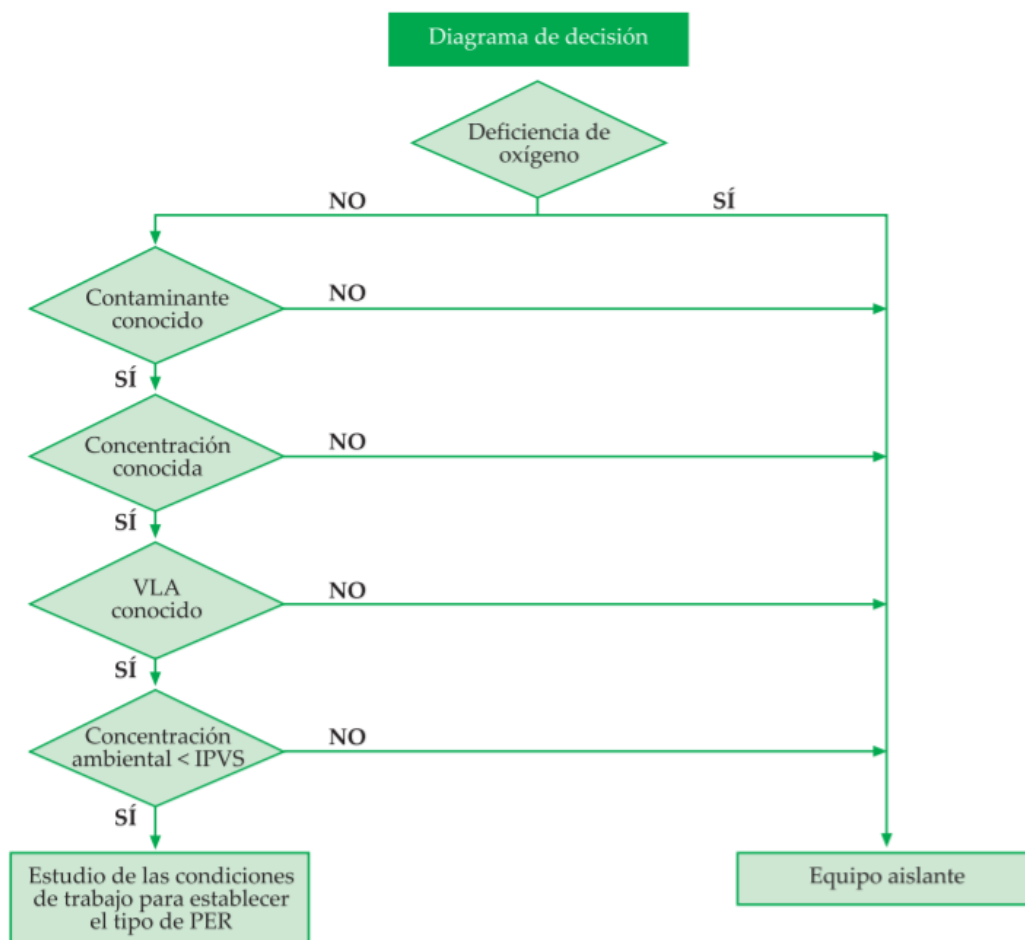 Diagrama de decisión
Deficiencia de
oxígeno
NO
SÍ
Contaminante
conocido
NO
SÍ
Concentración
conocida
NO
SÍ
VLA
conocido
NO
SÍ
Concentración
ambiental < IPVS
NO
SÍ
Estudio de las condiciones
de trabajo para establecer
el tipo de PER
Equipo aislante